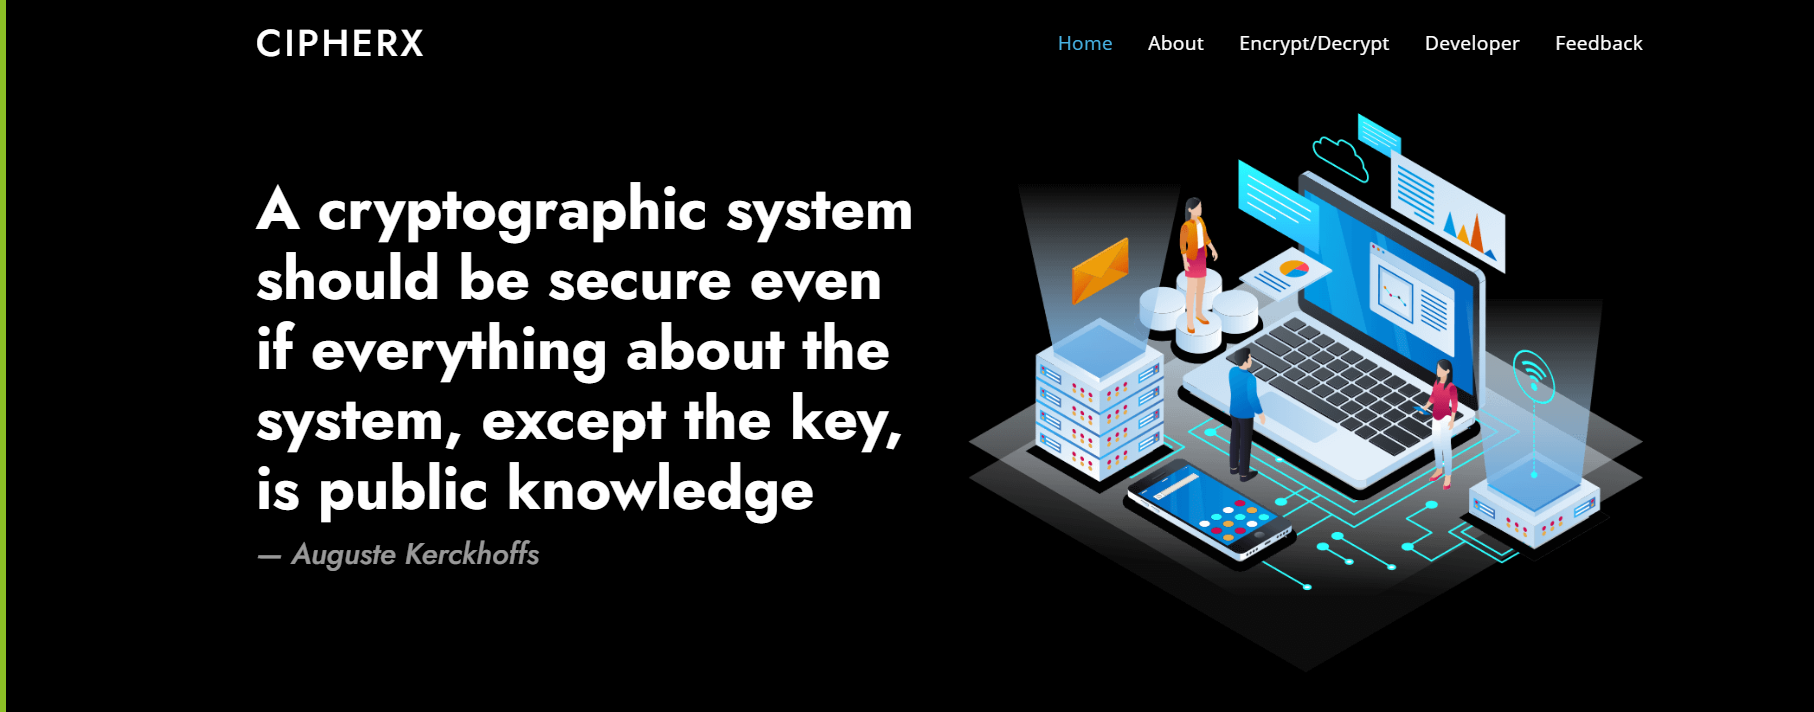 CIPHERX
Home About Encrypt/Decrypt Developer Feedback
A cryptographic system
should be secure even
if everything about the
system, except the key,
is public knowledge
— Auguste Kerckhoffs